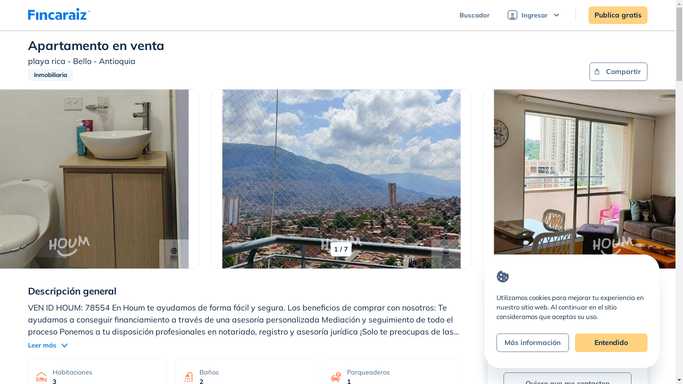 Fincaraiz
Buscador
Ingresar
Publica gratis
Apartamento en venta
playa rica - Bello - Antioquia
Inmobiliaria
Compartir
HOUM
HOUM
HOUM
1 / 7
Descripción general
VEN ID HOUM: 78554 En Houm te ayudamos de forma fácil y segura. Los beneficios de comprar con nosotros: Te
ayudamos a conseguir financiamiento a través de una asesoría personalizada Mediación y seguimiento de todo el
proceso Ponemos a tu disposición profesionales en notariado, registro y asesoría jurídica ¡Solo te preocupas de las...
Leer más
Habitaciones
3
Baños
2
Parqueaderos
1
Utilizamos cookies para mejorar tu experiencia en
nuestro sitio web. Al continuar en el sitio
consideramos que aceptas su uso.
Más información
Entendido
Quiero que me contacten